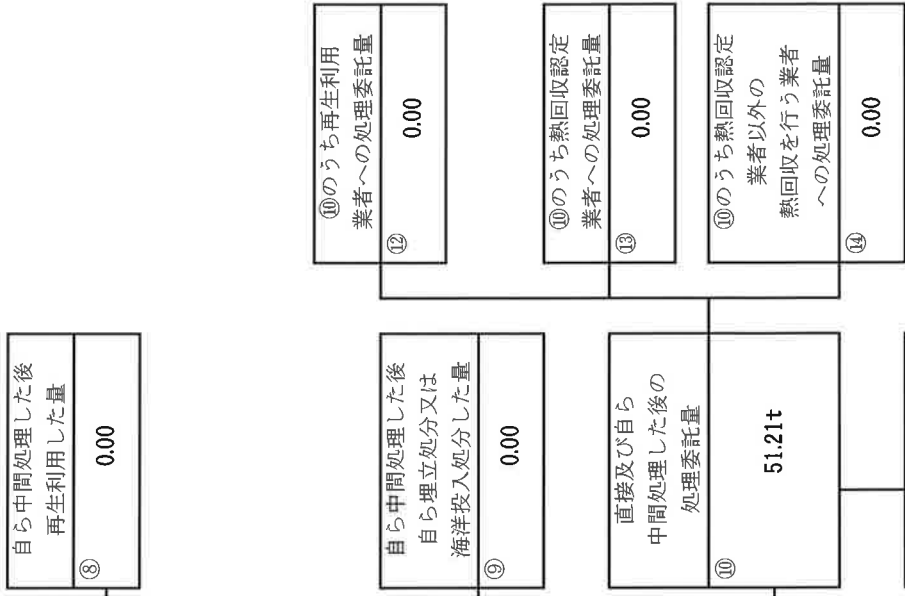 自ら中間処理した後
再生利用した量
⑧
0.00
自ら中間処理した後
自ら埋立処分又は
海洋投入処分した量
⑨
0.00
直接及び自ら
中間処理した後の
処理委託量
⑩
51.21t
⑩のうち再生利用
業者への処理委託量
⑫
0.00
⑩のうち熱回収認定
業者への処理委託量
⑬
0.00
⑩のうち熱回収認定
業者以外の
熱回収を行う業者
への処理委託量
⑭
0.00